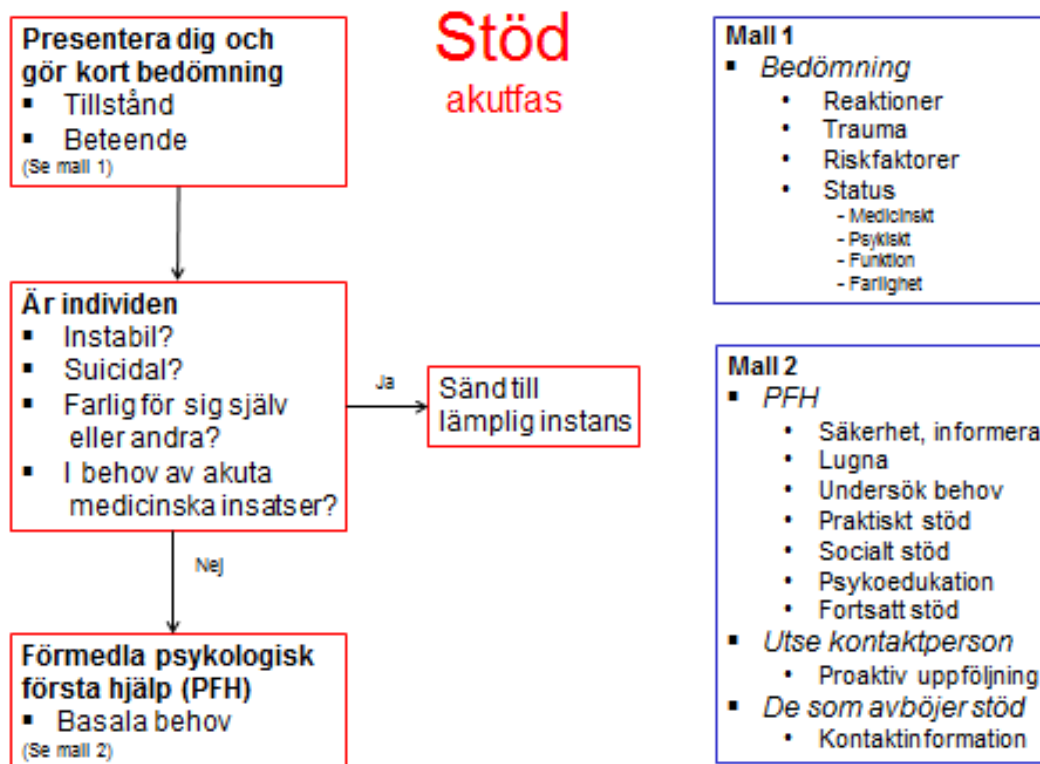 Stöd
akutfas
Presentera dig och
gör kort bedömning
▪ Tillstånd
▪ Beteende
(Se mall 1)
Är individen
▪ Instabil?
▪ Suicidal?
▪ Farlig för sig själv
eller andra?
▪ I behov av akuta
medicinska insatser?
Ja
Sänd till
lämplig instans
Nej
Förmedla psykologisk
första hjälp (PFH)
▪ Basala behov
(Se mall 2)
Mall 1
▪ Bedömning
• Reaktioner
• Trauma
• Riskfaktorer
• Status
- Medicinskt
- Psykiskt
- Funktion
- Farlighet
Mall 2
▪ PFH
• Säkerhet, informera
• Lugna
• Undersök behov
• Praktiskt stöd
• Socialt stöd
• Psykoedukation
• Fortsatt stöd
▪ Utse kontaktperson
• Proaktiv uppföljning
▪ De som avböjer stöd
• Kontaktinformation